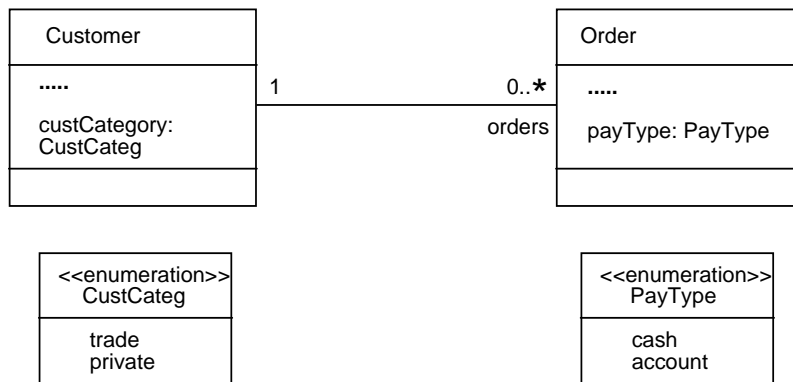 Customer
.....
custCategory:
CustCateg
1
0..*
orders
Order
.....
payType: PayType
<<enumeration>>
CustCateg
trade
private
<<enumeration>>
PayType
cash
account